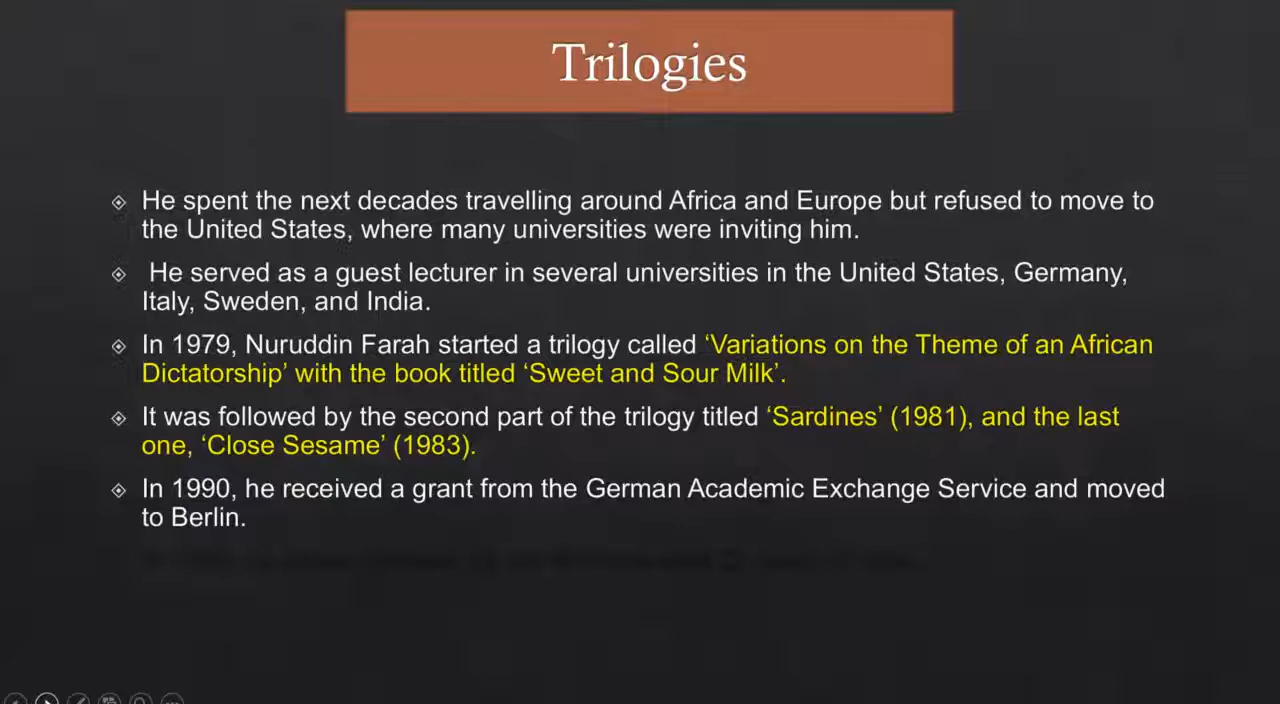 Trilogies
He spent the next decades travelling around Africa and Europe but refused to move to
the United States, where many universities were inviting him.
He served as a guest lecturer in several universities in the United States, Germany,
Italy, Sweden, and India.
In 1979, Nuruddin Farah started a trilogy called ‘Variations on the Theme of an African
Dictatorship’ with the book titled ‘Sweet and Sour Milk’.
It was followed by the second part of the trilogy titled ‘Sardines’ (1981), and the last
one, ‘Close Sesame’ (1983).
In 1990, he received a grant from the German Academic Exchange Service and moved
to Berlin.